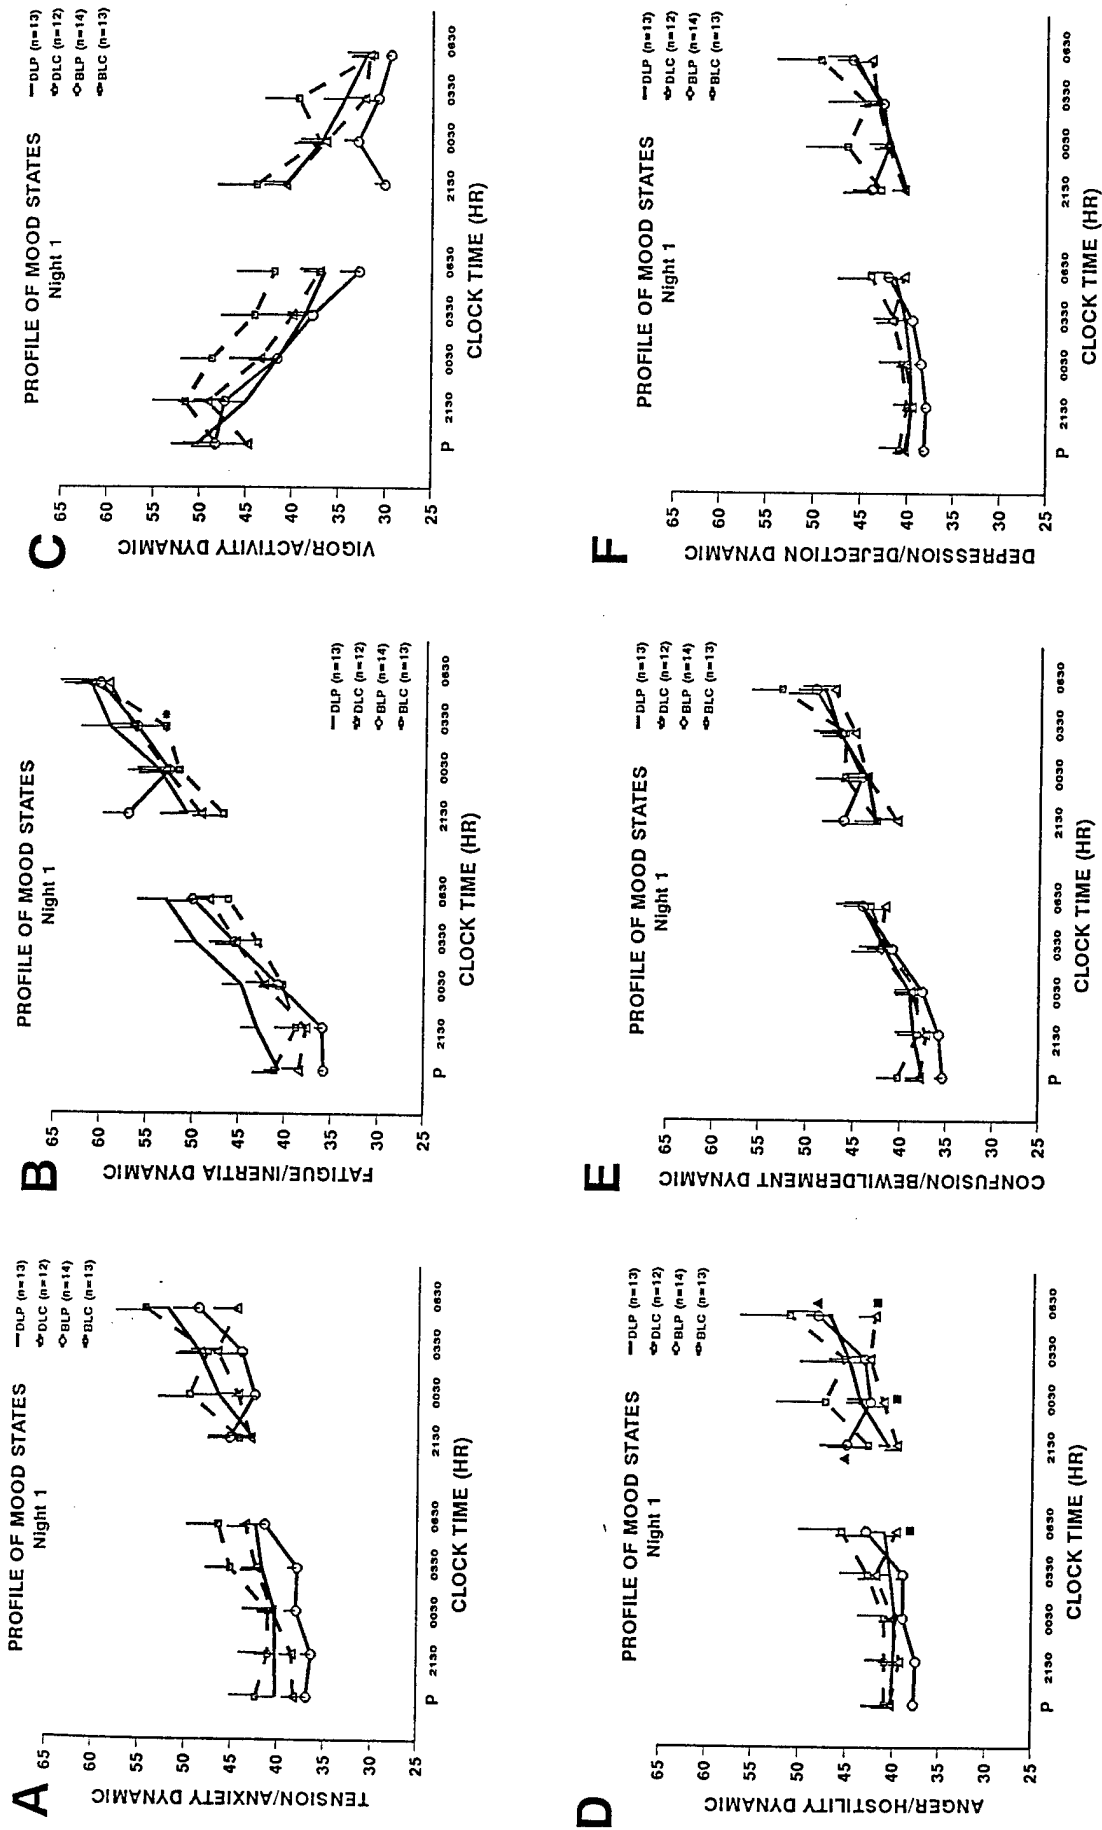 A
PROFILE OF MOOD STATES
Night 1
DLP (n=13)
DLC (n=12)
BLP (n=14)
BLC (n=13)
TENSION/ANXIETY DYNAMIC
65
60
55
50
45
40
35
30
25
P 2130 0030 0330 0630 2130 0030 0330 0630
CLOCK TIME (HR)
B
PROFILE OF MOOD STATES
Night 1
DLP (n=13)
DLC (n=12)
BLP (n=14)
BLC (n=13)
FATIGUE/INERTIA DYNAMIC
65
60
55
50
45
40
35
30
25
*
P 2130 0030 0330 0630 2130 0030 0330 0630
CLOCK TIME (HR)
C
PROFILE OF MOOD STATES
Night 1
DLP (n=13)
DLC (n=12)
BLP (n=14)
BLC (n=13)
VIGOR/ACTIVITY DYNAMIC
65
60
55
50
45
40
35
30
25
P 2130 0030 0330 0630 2130 0030 0330 0630
CLOCK TIME (HR)
D
PROFILE OF MOOD STATES
Night 1
DLP (n=13)
DLC (n=12)
BLP (n=14)
BLC (n=13)
ANGER/HOSTILITY DYNAMIC
65
60
55
50
45
40
35
30
25
P 2130 0030 0330 0630 2130 0030 0330 0630
CLOCK TIME (HR)
E
PROFILE OF MOOD STATES
Night 1
DLP (n=13)
DLC (n=12)
BLP (n=14)
BLC (n=13)
CONFUSION/BEWILDERMENT DYNAMIC
65
60
55
50
45
40
35
30
25
P 2130 0030 0330 0630 2130 0030 0330 0630
CLOCK TIME (HR)
F
PROFILE OF MOOD STATES
Night 1
DLP (n=13)
DLC (n=12)
BLP (n=14)
BLC (n=13)
DEPRESSION/DEJECTION DYNAMIC
65
60
55
50
45
40
35
30
25
P 2130 0030 0330 0630 2130 0030 0330 0630
CLOCK TIME (HR)